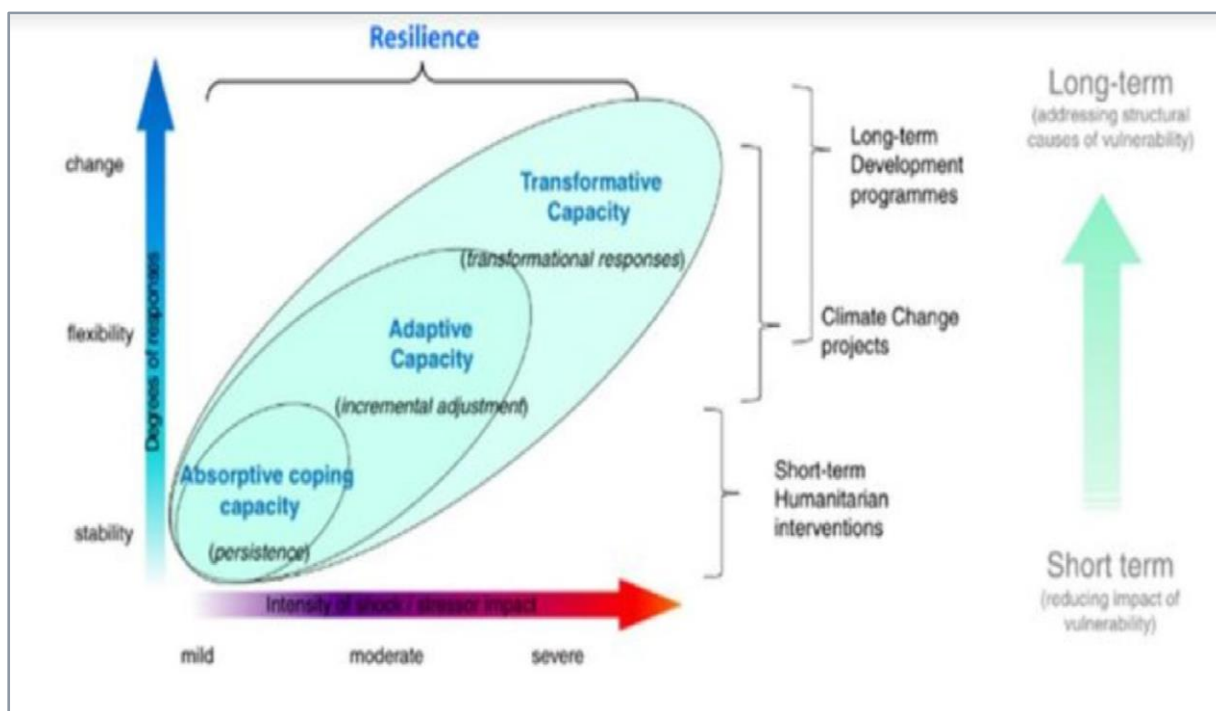 Resilience
change
flexibility
stability
Degrees of responses
Transformative
Capacity
(transformational responses)
Adaptive
Capacity
(incremental adjustment)
Absorptive coping
capacity
(persistence)
Intensity of shock / stressor impact
mild
moderate
severe
Long-term
Development
programmes
Climate Change
projects
Short-term
Humanitarian
interventions
Long-term
(addressing structural
causes of vulnerability)
Short term
(reducing impact of
vulnerability)